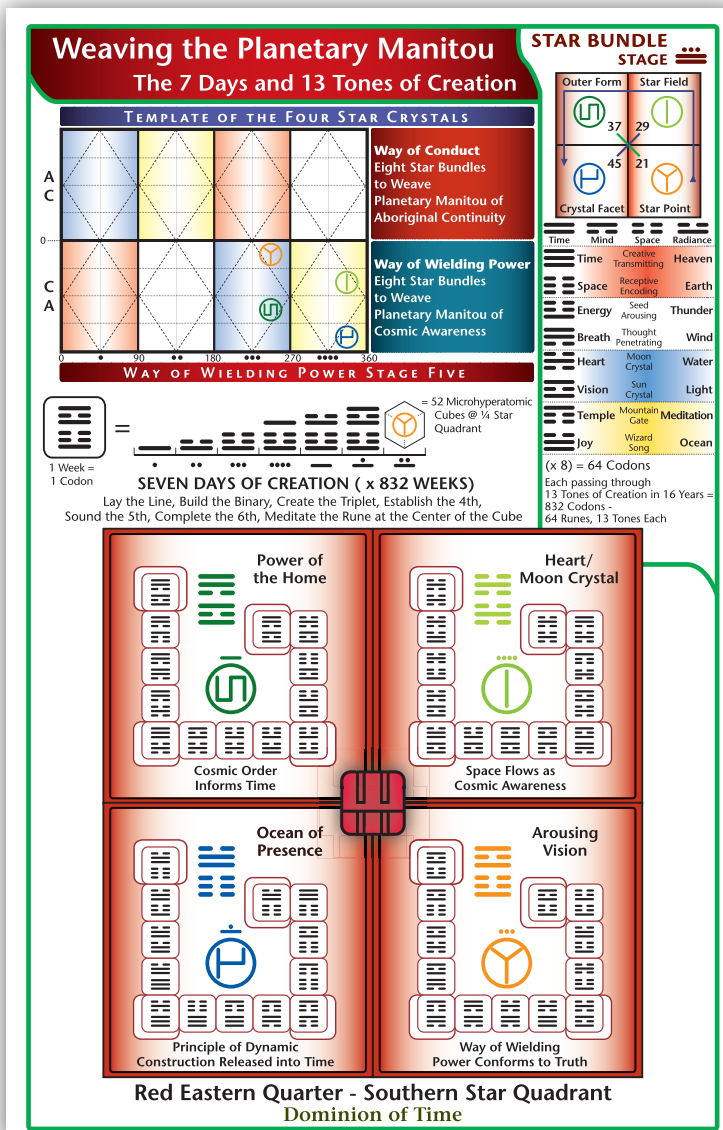 Weaving the Planetary Manitou
The 7 Days and 13 Tones of Creation
STAR BUNDLE
STAGE
TEMPLATE OF THE FOUR STAR CRYSTALS
A
C
0
C
A
Way of Conduct
Eight Star Bundles
to Weave
Planetary Manitou of
Aboriginal Continuity
Way of Wielding Power
Eight Star Bundles
to Weave
Planetary Manitou of
Cosmic Awareness
0 90 180 270 360
WAY OF WIELDING POWER STAGE FIVE
Outer Form Star Field
37 29
45 21
Crystal Facet Star Point
Time Mind Space Radiance
Time Creative Transmitting Heaven
Space Receptive Encoding Earth
Energy Seed Arousing Thunder
Breath Thought Penetrating Wind
Heart Moon Crystal Water
Vision Sun Crystal Light
Temple Mountain Gate Meditation
Joy Wizard Song Ocean
(x 8) = 64 Codons
Each passing through
13 Tones of Creation in 16 Years =
832 Codons -
64 Runes, 13 Tones Each
1 Week =
1 Codon
=
= 52 Microhyperatomic
Cubes @ ¼ Star
Quadrant
SEVEN DAYS OF CREATION ( x 832 WEEKS)
Lay the Line, Build the Binary, Create the Triplet, Establish the 4th,
Sound the 5th, Complete the 6th, Meditate the Rune at the Center of the Cube
Power of
the Home
Cosmic Order
Informs Time
Heart/
Moon Crystal
Space Flows as
Cosmic Awareness
Ocean of
Presence
Principle of Dynamic
Construction Released into Time
Arousing
Vision
Way of Wielding
Power Conforms to Truth
Red Eastern Quarter - Southern Star Quadrant
Dominion of Time